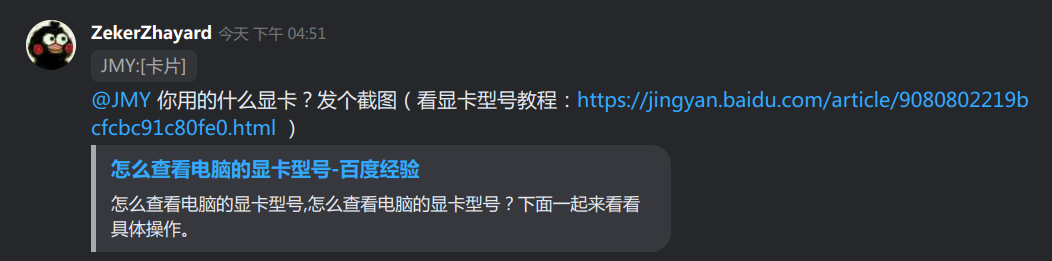 ZekerZhayard 今天 下午 04:51
JMY:[卡片]
@JMY 你用的什么显卡？发个截图（看显卡型号教程：https://jingyan.baidu.com/article/9080802219b
cfcbc91c80fe0.html ）
怎么查看电脑的显卡型号-百度经验
怎么查看电脑的显卡型号,怎么查看电脑的显卡型号？下面一起来看看
具体操作。